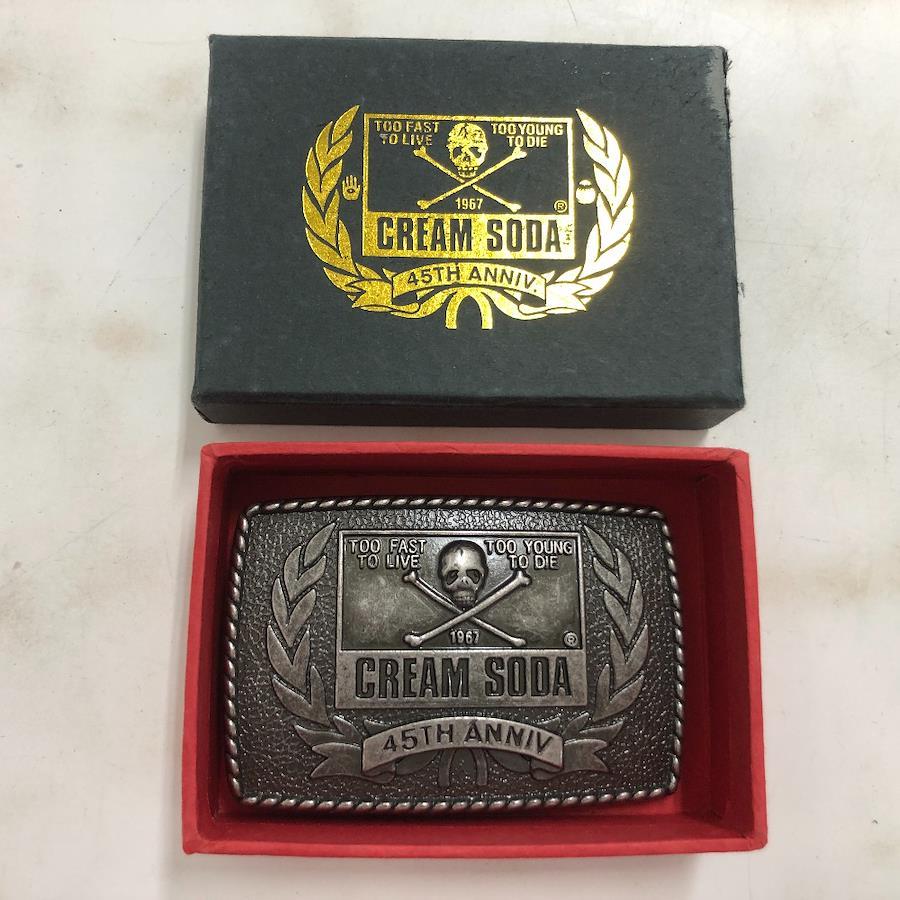 TOO FAST TOO YOUNG
TO LIVE TO DIE
1967 ®
CREAM SODA
45TH ANNIV.
TOO FAST TOO YOUNG
TO LIVE TO DIE
1967 ®
CREAM SODA
45TH ANNIV